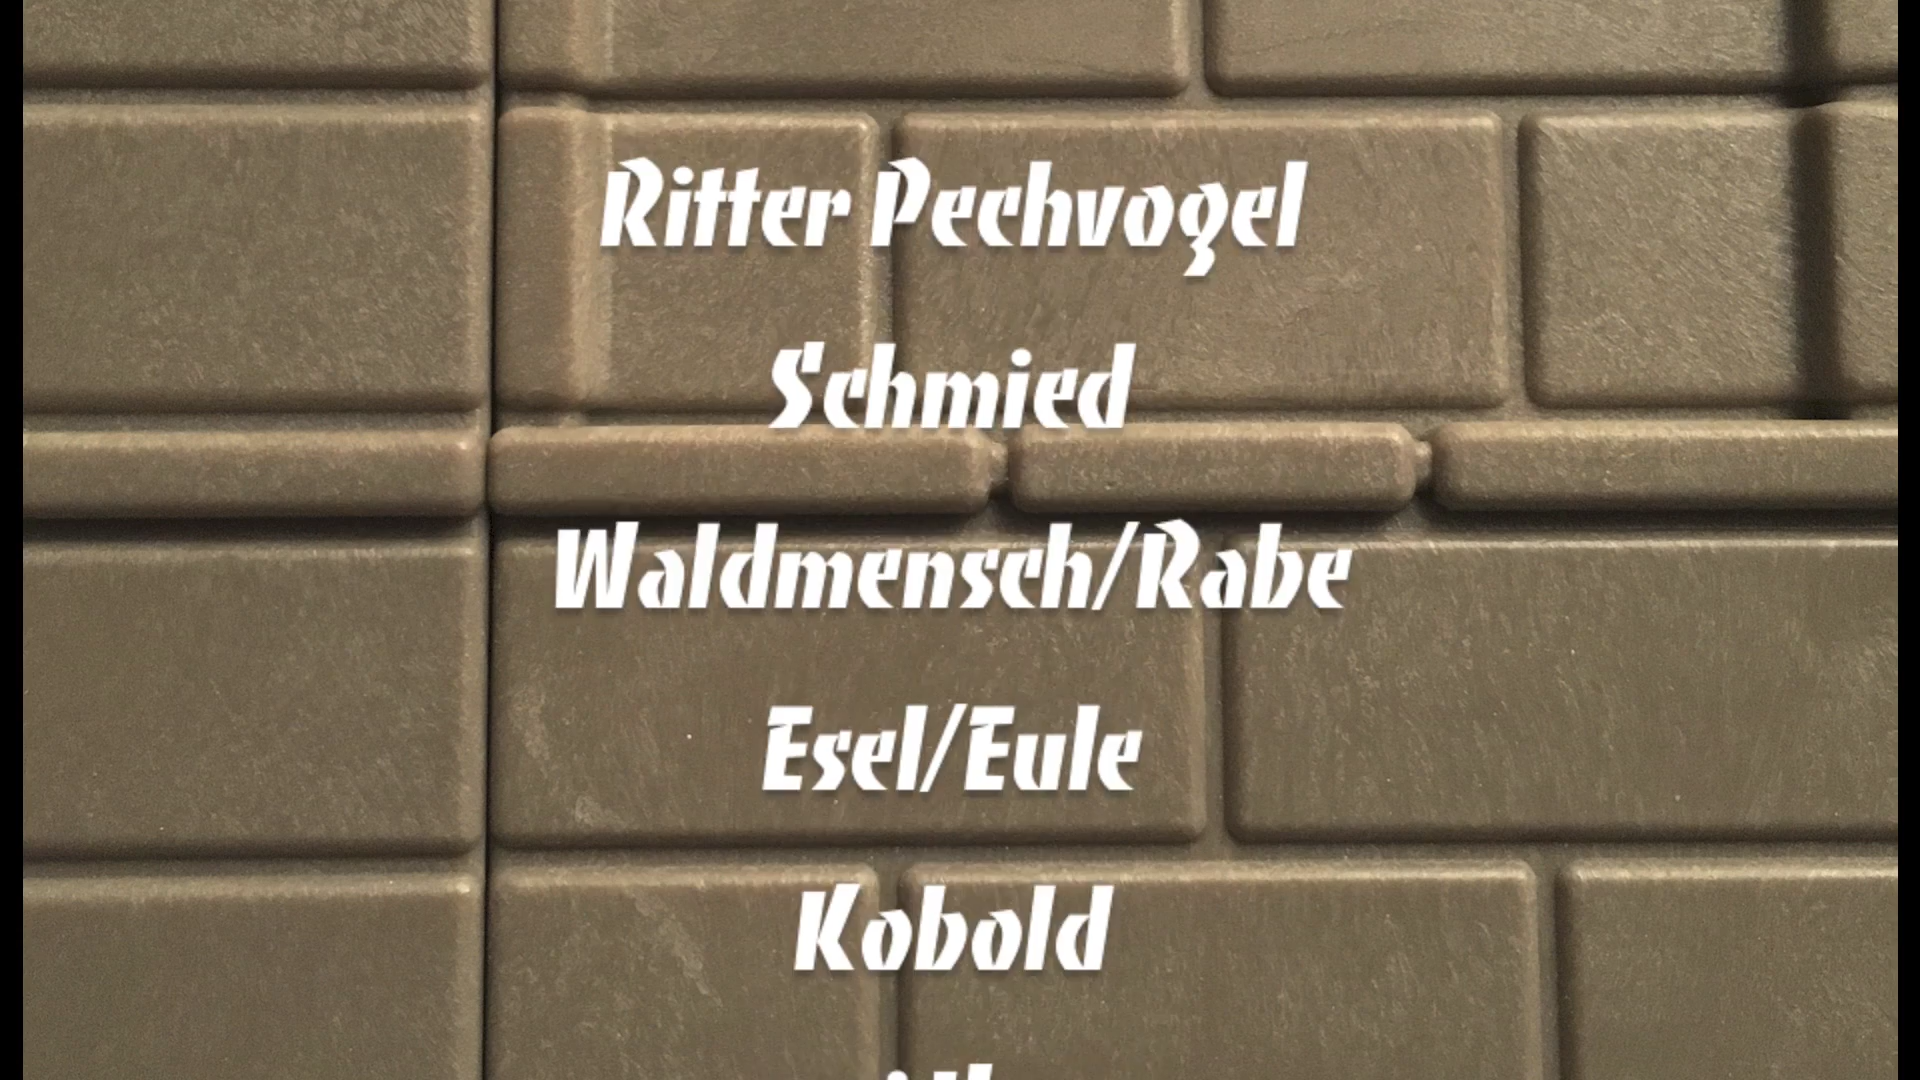 Ritter Pechvogel
Schmied
Waldmensch/Rabe
Esel/Eule
Kobold